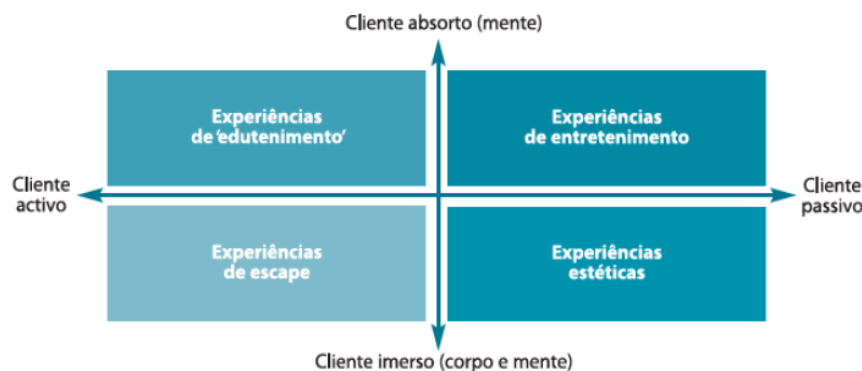 Cliente absorto (mente)
Experiências
de 'edutenimento'
Experiências
de entretenimento
Cliente
activo
Cliente
passivo
Experiências
de escape
Experiências
estéticas
Cliente imerso (corpo e mente)